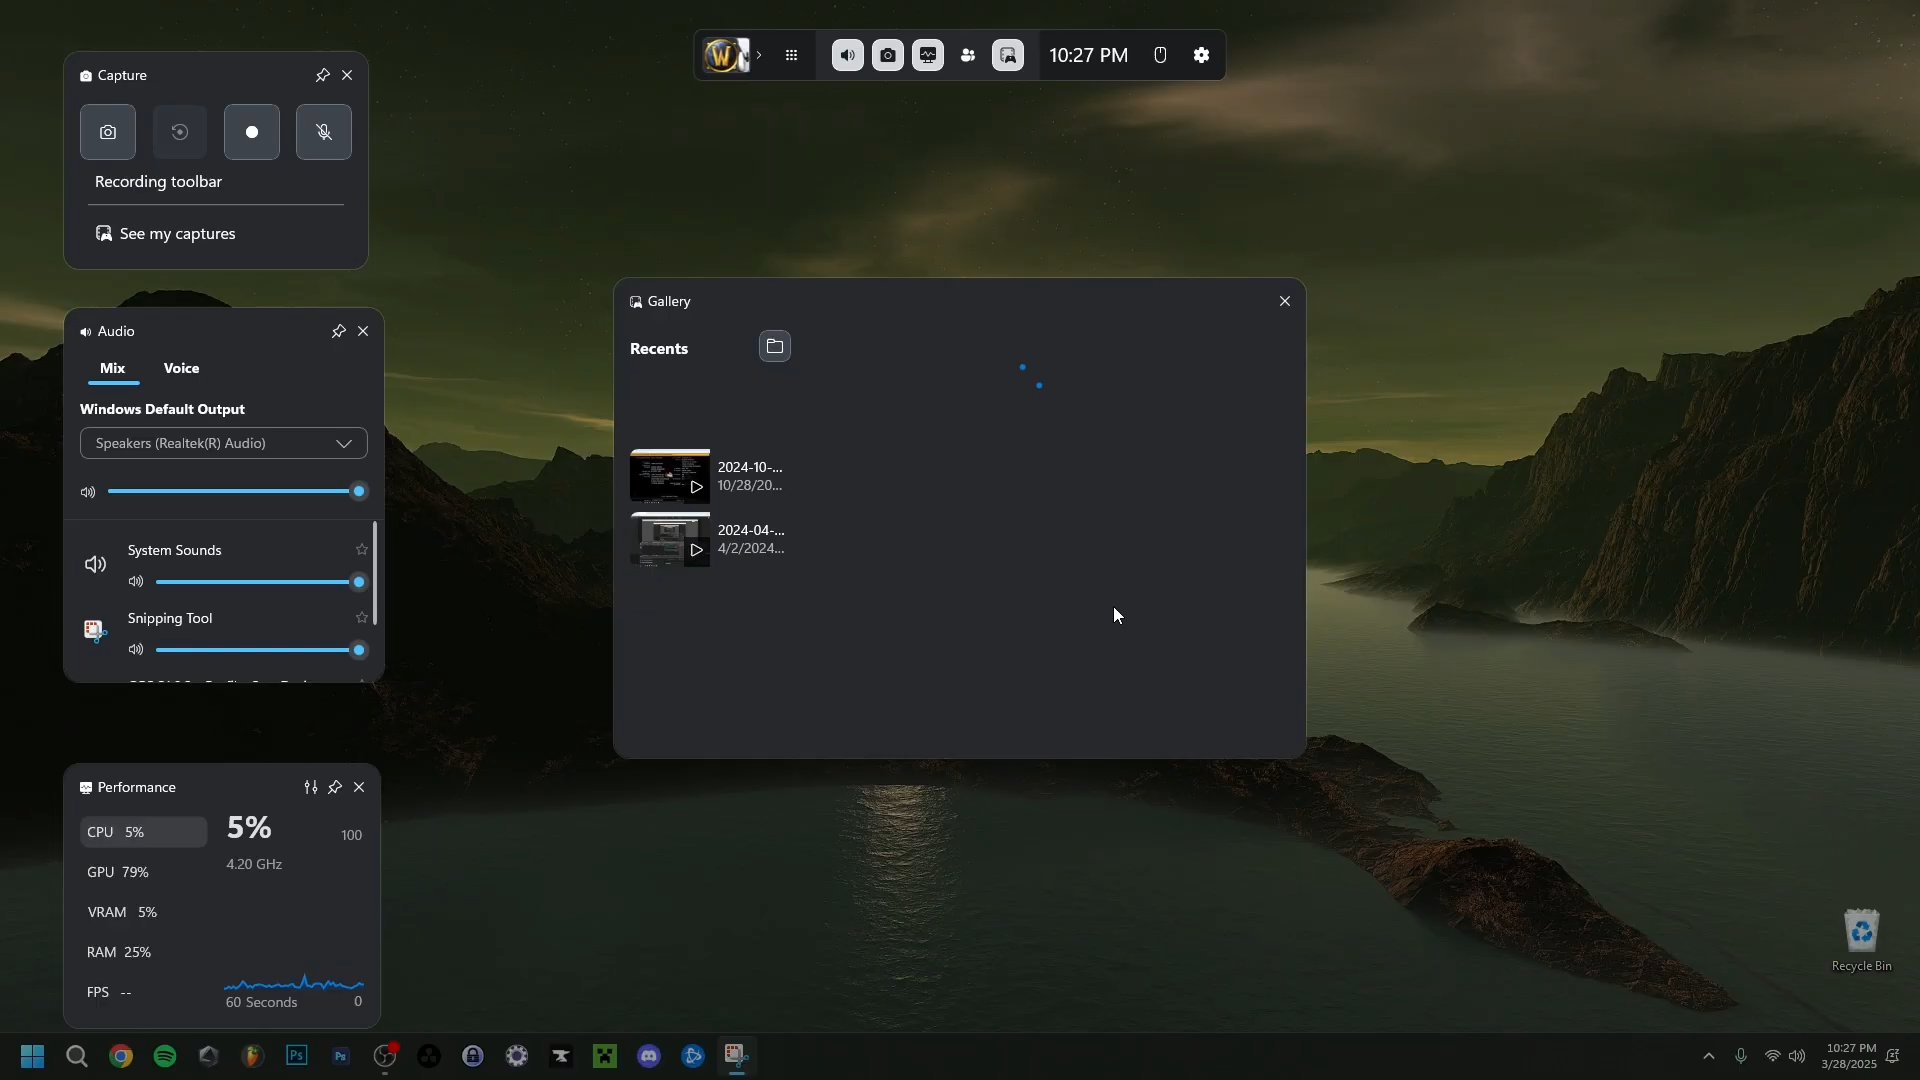 10:27 PM
Capture
Recording toolbar
See my captures
Audio
Mix Voice
Windows Default Output
Speakers (Realtek(R) Audio)
System Sounds
Snipping Tool
Performance
CPU 5%
5%
100
4.20 GHz
GPU 79%
VRAM 5%
RAM 25%
FPS --
60 Seconds 0
Gallery
Recents
2024-10-...
10/28/20...
2024-04-...
4/2/2024...
Recycle Bin
Ps
Ps
10:27 PM
3/28/2025